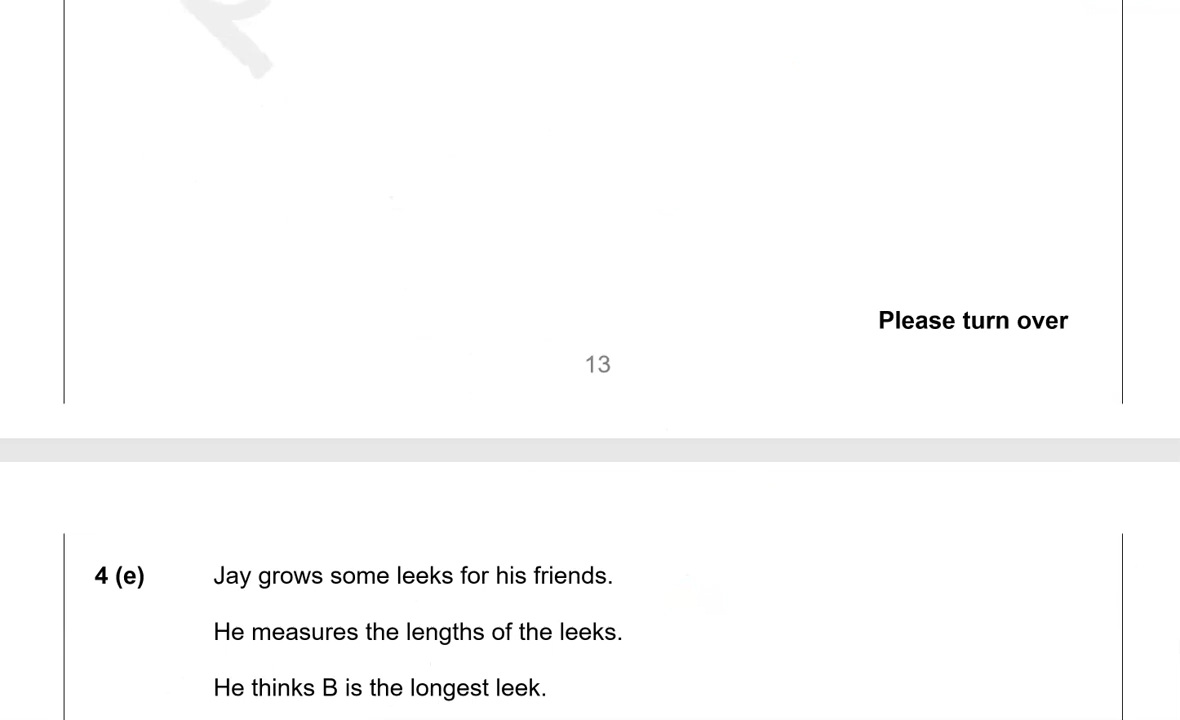 Please turn over
13
4 (e) Jay grows some leeks for his friends.
He measures the lengths of the leeks.
He thinks B is the longest leek.